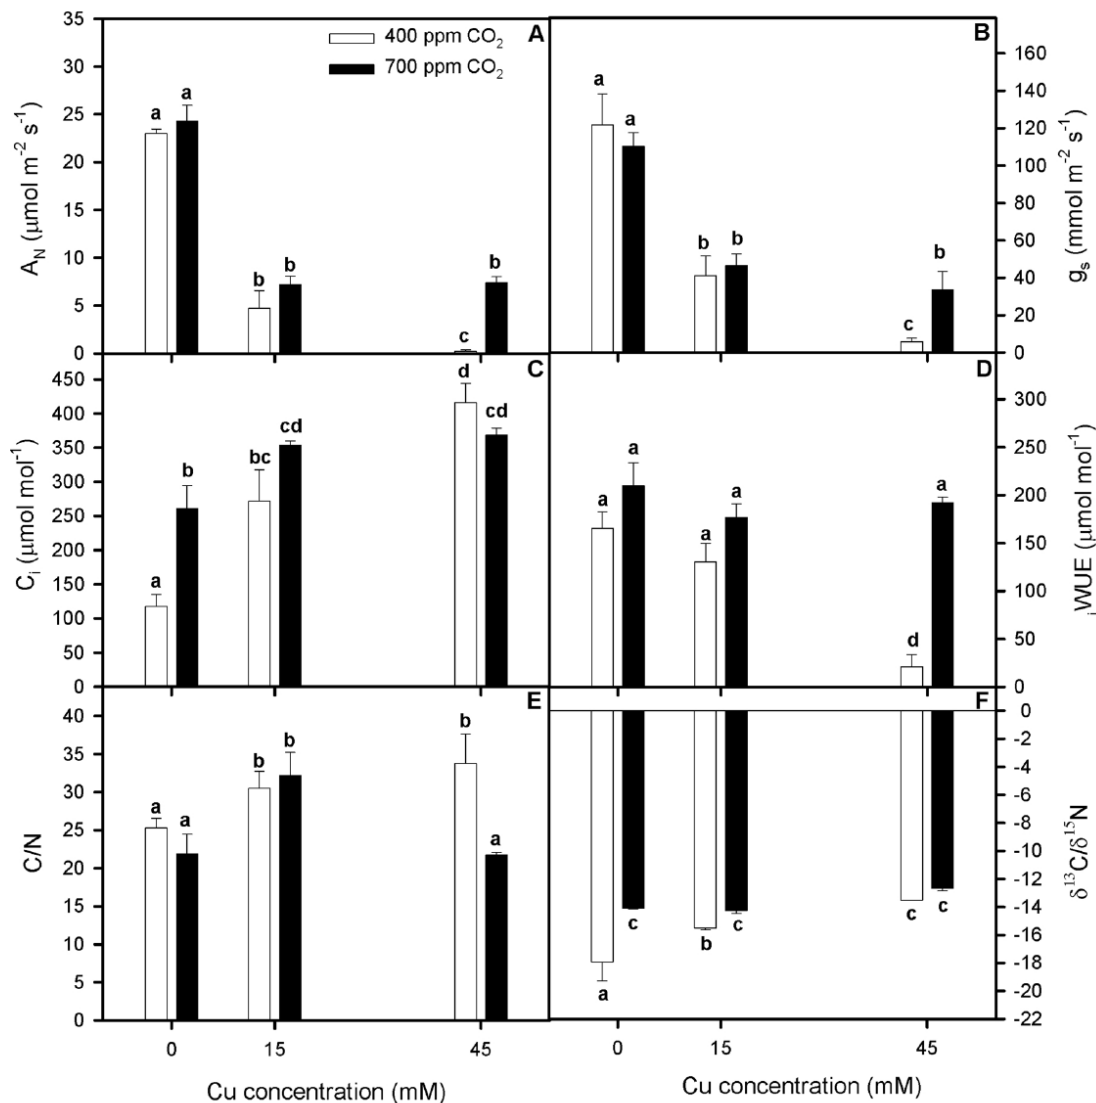 35
30
25
20
15
10
5
0
A_N (µmol m⁻² s⁻¹)
400 ppm CO₂
700 ppm CO₂
A
a
a
b
b
c
b
B
160
140
120
100
80
60
40
20
0
g_s (mmol m⁻² s⁻¹)
a
a
b
b
c
b
450
400
350
300
250
200
150
100
50
0
C_i (µmol mol⁻¹)
C
a
b
bc
cd
d
cd
D
300
250
200
150
100
50
0
ᵢWUE (µmol mol⁻¹)
a
a
a
a
d
a
40
35
30
25
20
15
10
5
0
C/N
E
a
a
b
b
b
a
0
15
45
Cu concentration (mM)
F
0
-2
-4
-6
-8
-10
-12
-14
-16
-18
-20
-22
δ¹³C/δ¹⁵N
a
c
b
c
c
c
0
15
45
Cu concentration (mM)